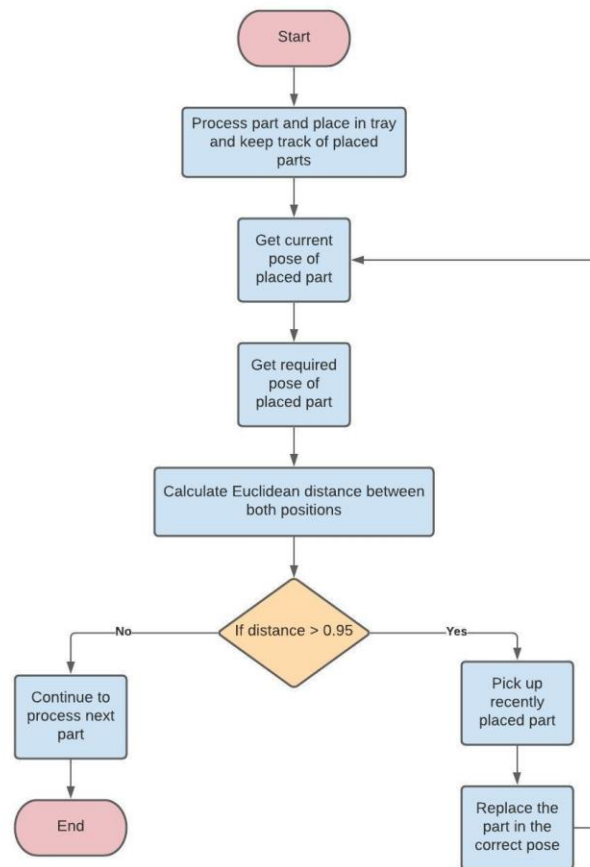 Start
Process part and place in tray
and keep track of placed
parts
Get current
pose of
placed part
Get required
pose of
placed part
Calculate Euclidean distance between
both positions
If distance > 0.95
No
Yes
Continue to
process next
part
Pick up
recently
placed part
End
Replace the
part in the
correct pose